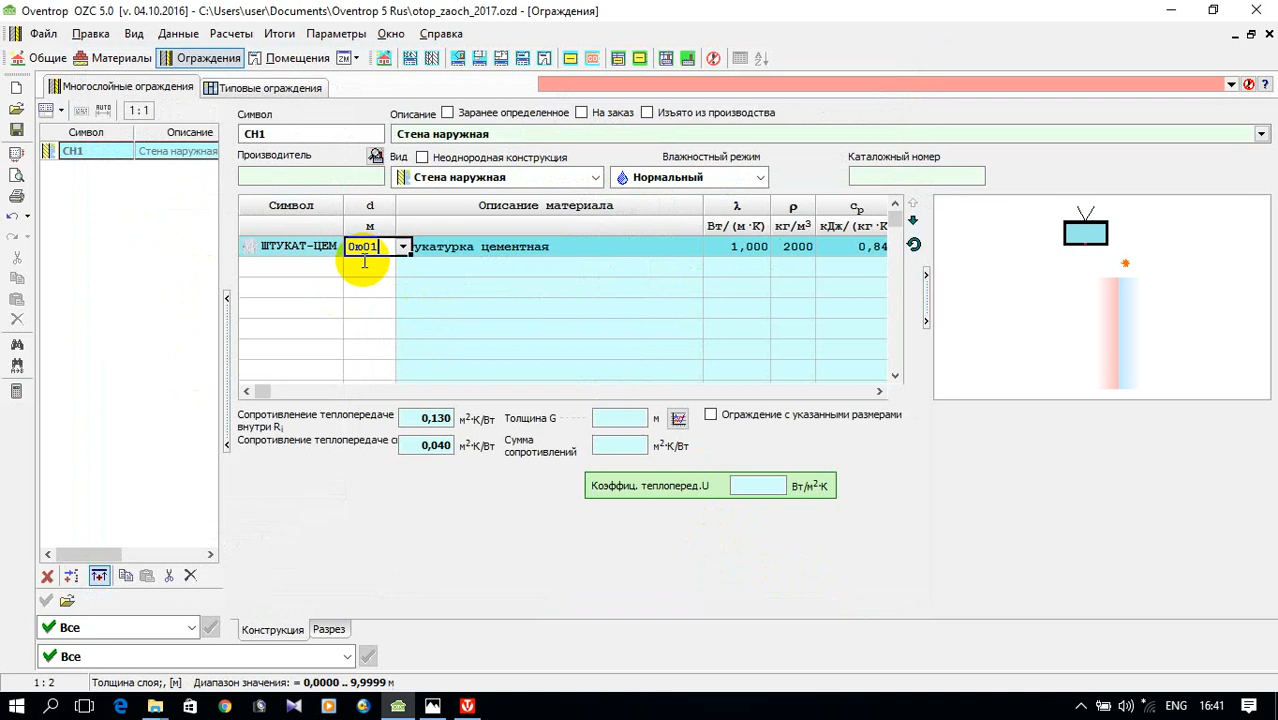 Oventrop OZC 5.0 [v. 04.10.2016] - C:\Users\user\Documents\Oventrop 5 Rus\otop_zaoch_2017.ozd - [Ограждения]
Файл Правка Вид Данные Расчеты Итоги Параметры Окно Справка
Общие Материалы Ограждения Помещения
Многослойные ограждения Типовые ограждения
AUTO 1:1
Символ Описание
СН1 Стена наружная
Символ Описание Заранее определенное На заказ Изъято из производства
СН1 Стена наружная
Производитель Вид Неоднородная конструкция Влажностный режим Каталожный номер
Стена наружная Нормальный
Символ d Описание материала λ ρ cp
м Вт/(м·К) кг/м³ кДж/(кг·К
ШТУКАТ-ЦЕМ 0ю01 укатурка цементная 1,000 2000 0,84
Сопротивленеие теплопередаче внутри Ri 0,130 м²·К/Вт Толщина G м Ограждение с указанными размерами
Сопротивление теплопередаче с 0,040 м²·К/Вт Сумма сопротивлений м²·К/Вт
Коэффиц. теплоперед.U Вт/м²·К
Все
Конструкция Разрез
Все
1 : 2 Толщина слоя;, [м] Диапазон значения: = 0,0000 .. 9,9999 м
ENG 16:41